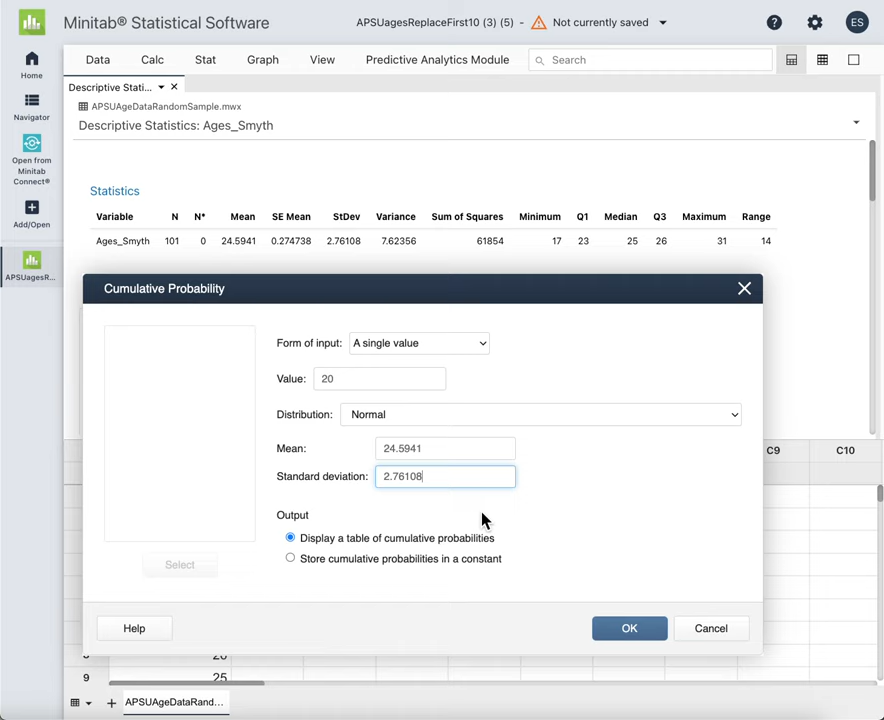 Minitab® Statistical Software
APSUagesReplaceFirst10 (3) (5) - Not currently saved
ES
Data Calc Stat Graph View Predictive Analytics Module Search
Home
Navigator
Open from
Minitab
Connect®
Add/Open
APSUagesR...
Descriptive Stati...
APSUAgeDataRandomSample.mwx
Descriptive Statistics: Ages_Smyth
Statistics
Variable N N* Mean SE Mean StDev Variance Sum of Squares Minimum Q1 Median Q3 Maximum Range
Ages_Smyth 101 0 24.5941 0.274738 2.76108 7.62356 61854 17 23 25 26 31 14
Cumulative Probability
Form of input: A single value
Value: 20
Distribution: Normal
Mean: 24.5941
Standard deviation: 2.76108
Output
Display a table of cumulative probabilities
Store cumulative probabilities in a constant
Select
Help OK Cancel
C9 C10
9 25
APSUAgeDataRand...